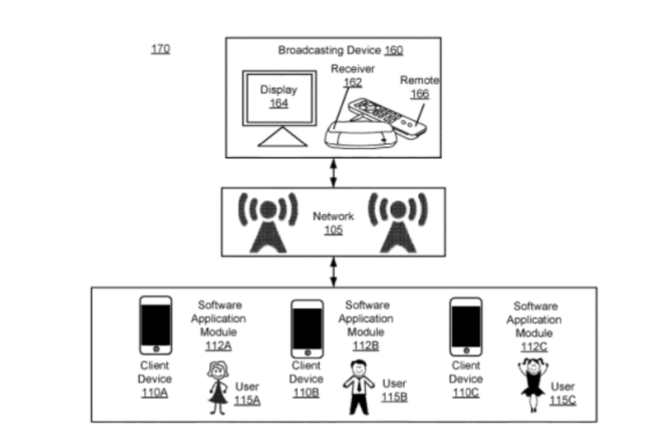 170
Broadcasting Device 160
Receiver
162
Remote
166
Display
164
Network
105
Software
Application
Module
112A
Client
Device
110A
User
115A
Software
Application
Module
112B
Client
Device
110B
User
115B
Software
Application
Module
112C
Client
Device
110C
User
115C